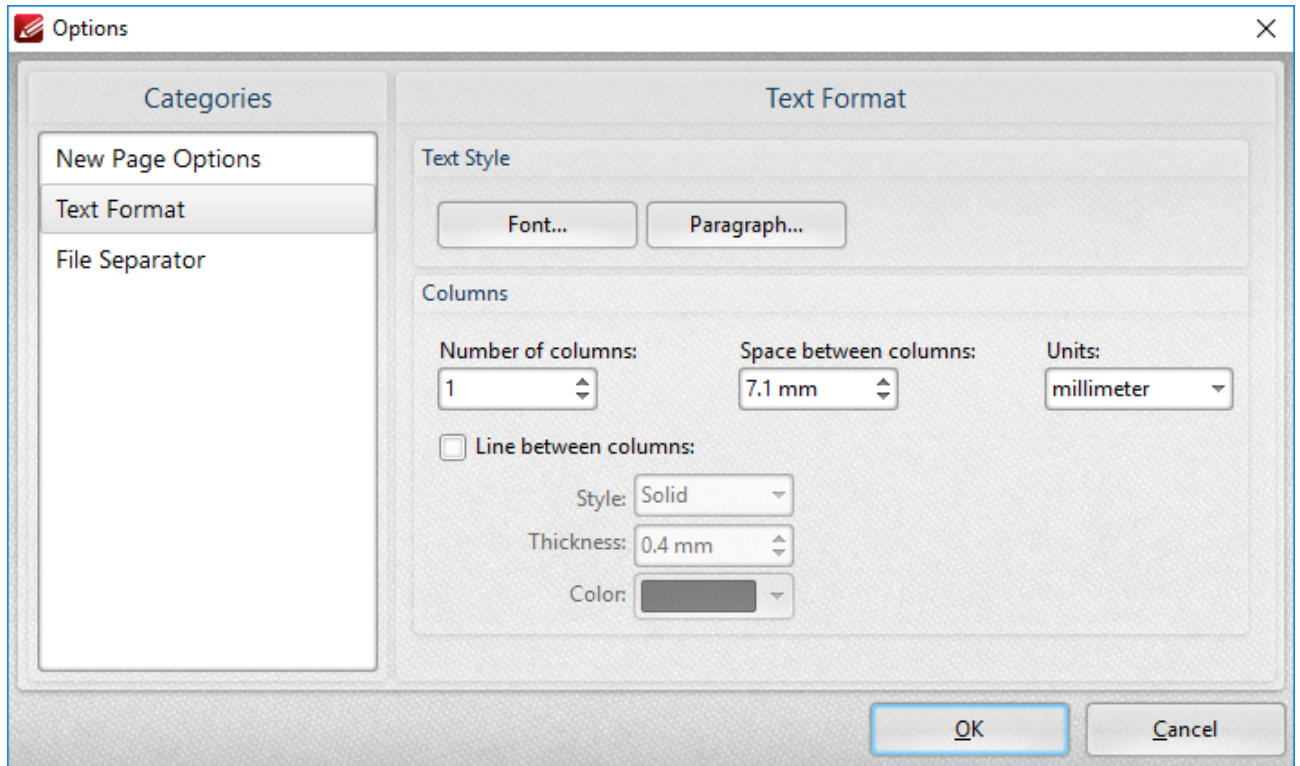 Options
Categories
New Page Options
Text Format
File Separator
Text Format
Text Style
Font...
Paragraph...
Columns
Number of columns:
Space between columns:
Units:
1
7.1 mm
millimeter
Line between columns:
Style: Solid
Thickness: 0.4 mm
Color:
OK
Cancel